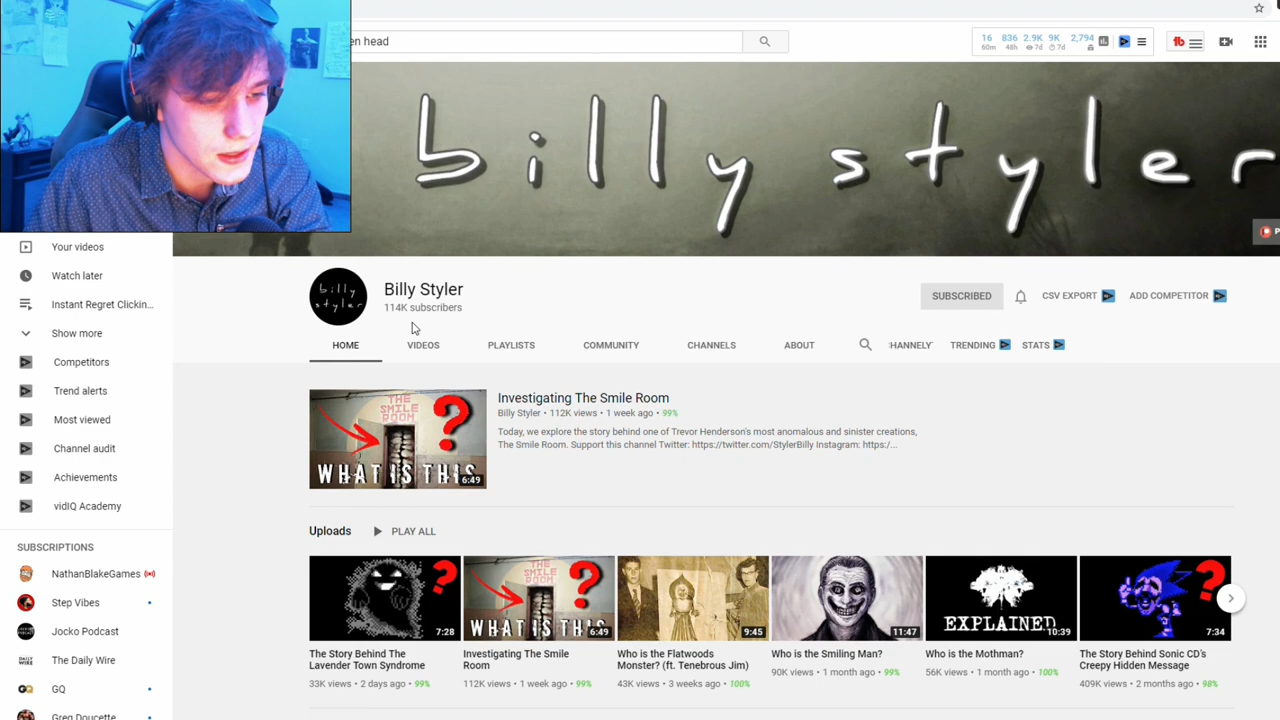 en head
16 836 2.9K 9K 2,794
60m 48h 7d 7d
billy styler
Your videos
Watch later
Instant Regret Clickin...
Show more
Competitors
Trend alerts
Most viewed
Channel audit
Achievements
vidIQ Academy
SUBSCRIPTIONS
NathanBlakeGames
Step Vibes
Jocko Podcast
The Daily Wire
GQ
Greg Doucette
billy
styler
Billy Styler
114K subscribers
SUBSCRIBED
CSV EXPORT
ADD COMPETITOR
HOME VIDEOS PLAYLISTS COMMUNITY CHANNELS ABOUT HANNELY TRENDING STATS
THE SMILE ROOM
?
WHAT IS THIS
6:49
Investigating The Smile Room
Billy Styler • 112K views • 1 week ago • 99%
Today, we explore the story behind one of Trevor Henderson's most anomalous and sinister creations,
The Smile Room. Support this channel Twitter: https://twitter.com/StylerBilly Instagram: https:/...
Uploads PLAY ALL
?
7:28
The Story Behind The
Lavender Town Syndrome
33K views • 2 days ago • 99%
THE SMILE ROOM
?
WHAT IS THIS
6:49
Investigating The Smile
Room
112K views • 1 week ago • 99%
9:45
Who is the Flatwoods
Monster? (ft. Tenebrous Jim)
43K views • 3 weeks ago • 100%
11:47
Who is the Smiling Man?
90K views • 1 month ago • 99%
EXPLAINED
10:39
Who is the Mothman?
56K views • 1 month ago • 100%
?
7:34
The Story Behind Sonic CD's
Creepy Hidden Message
409K views • 2 months ago • 98%